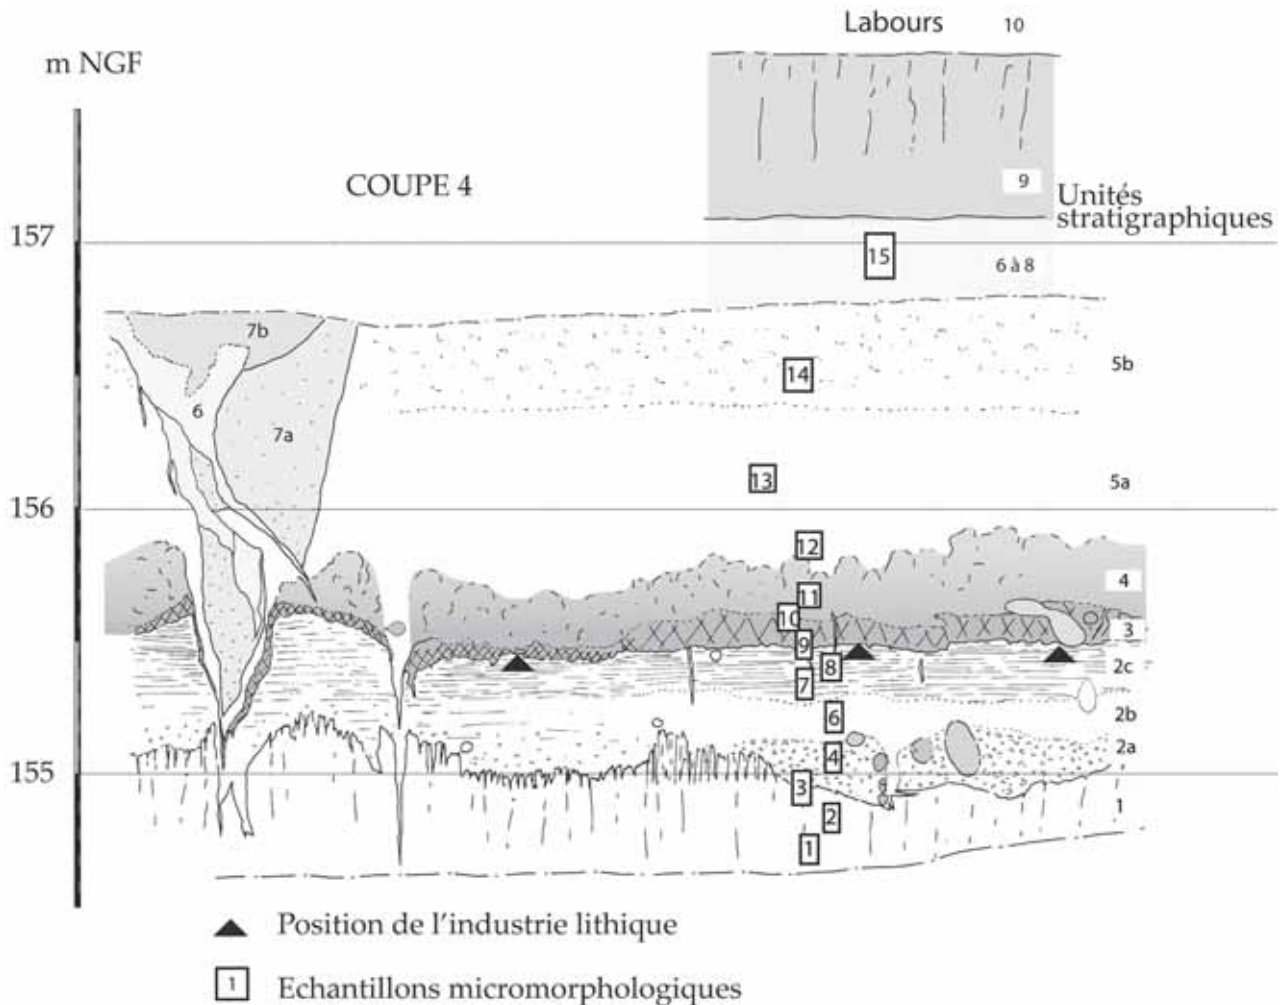 Labours 10
m NGF
COUPE 4
9
Unités
stratigraphiques
157
15
6 à 8
7b
14
5b
6
7a
13
5a
156
12
4
11
10
3
9
8
2c
7
6
2b
4
2a
155
3
1
2
1
Position de l'industrie lithique
1 Echantillons micromorphologiques